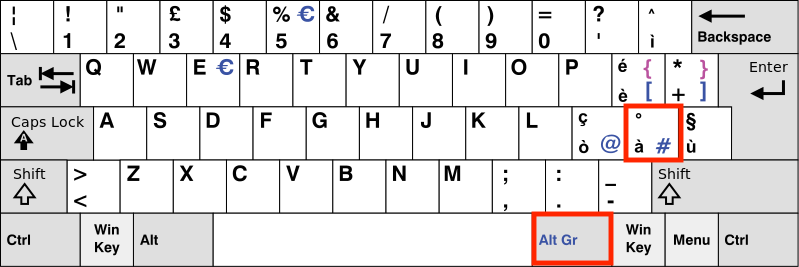 ¦ ! " £ $ % € & / ( ) = ? ^
\ 1 2 3 4 5 6 7 8 9 0 ' ì Backspace
Tab Q W E € R T Y U I O P é { * } Enter
è [ + ]
Caps Lock A S D F G H J K L ç ° §
A ò @ à # ù
Shift > Z X C V B N M ; : _ Shift
< , . -
Ctrl Win Key Alt Alt Gr Win Key Menu Ctrl